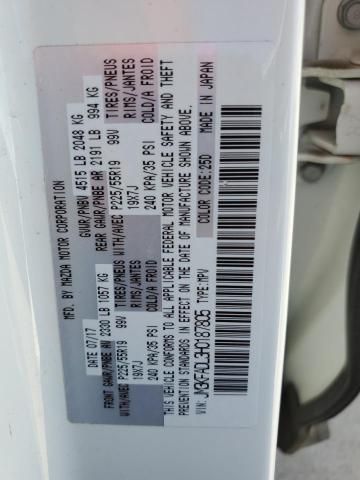 MFD. BY MAZDA MOTOR CORPORATION
DATE 07/17 GVWR/PNBV 4515 LB 2048 KG
FRONT GAWR/PNBE AV 2330 LB 1057 KG REAR GAWR/PNBE AR 2191 LB 994 KG
WITH/AVEC P225/55R19 99V TIRES/PNEUS WITH/AVEC P225/55R19 99V TIRES/PNEUS
19X7J RIMS/JANTES 19X7J RIMS/JANTES
240 KPA/35 PSI COLD/A FROID 240 KPA/35 PSI COLD/A FROID
THIS VEHICLE CONFORMS TO ALL APPLICABLE FEDERAL MOTOR VEHICLE SAFETY AND THEFT
PREVENTION STANDARDS IN EFFECT ON THE DATE OF MANUFACTURE SHOWN ABOVE.
MADE IN JAPAN
VIN: JM3KFADL3H0187805 TYPE: MPV COLOR CODE: 25D